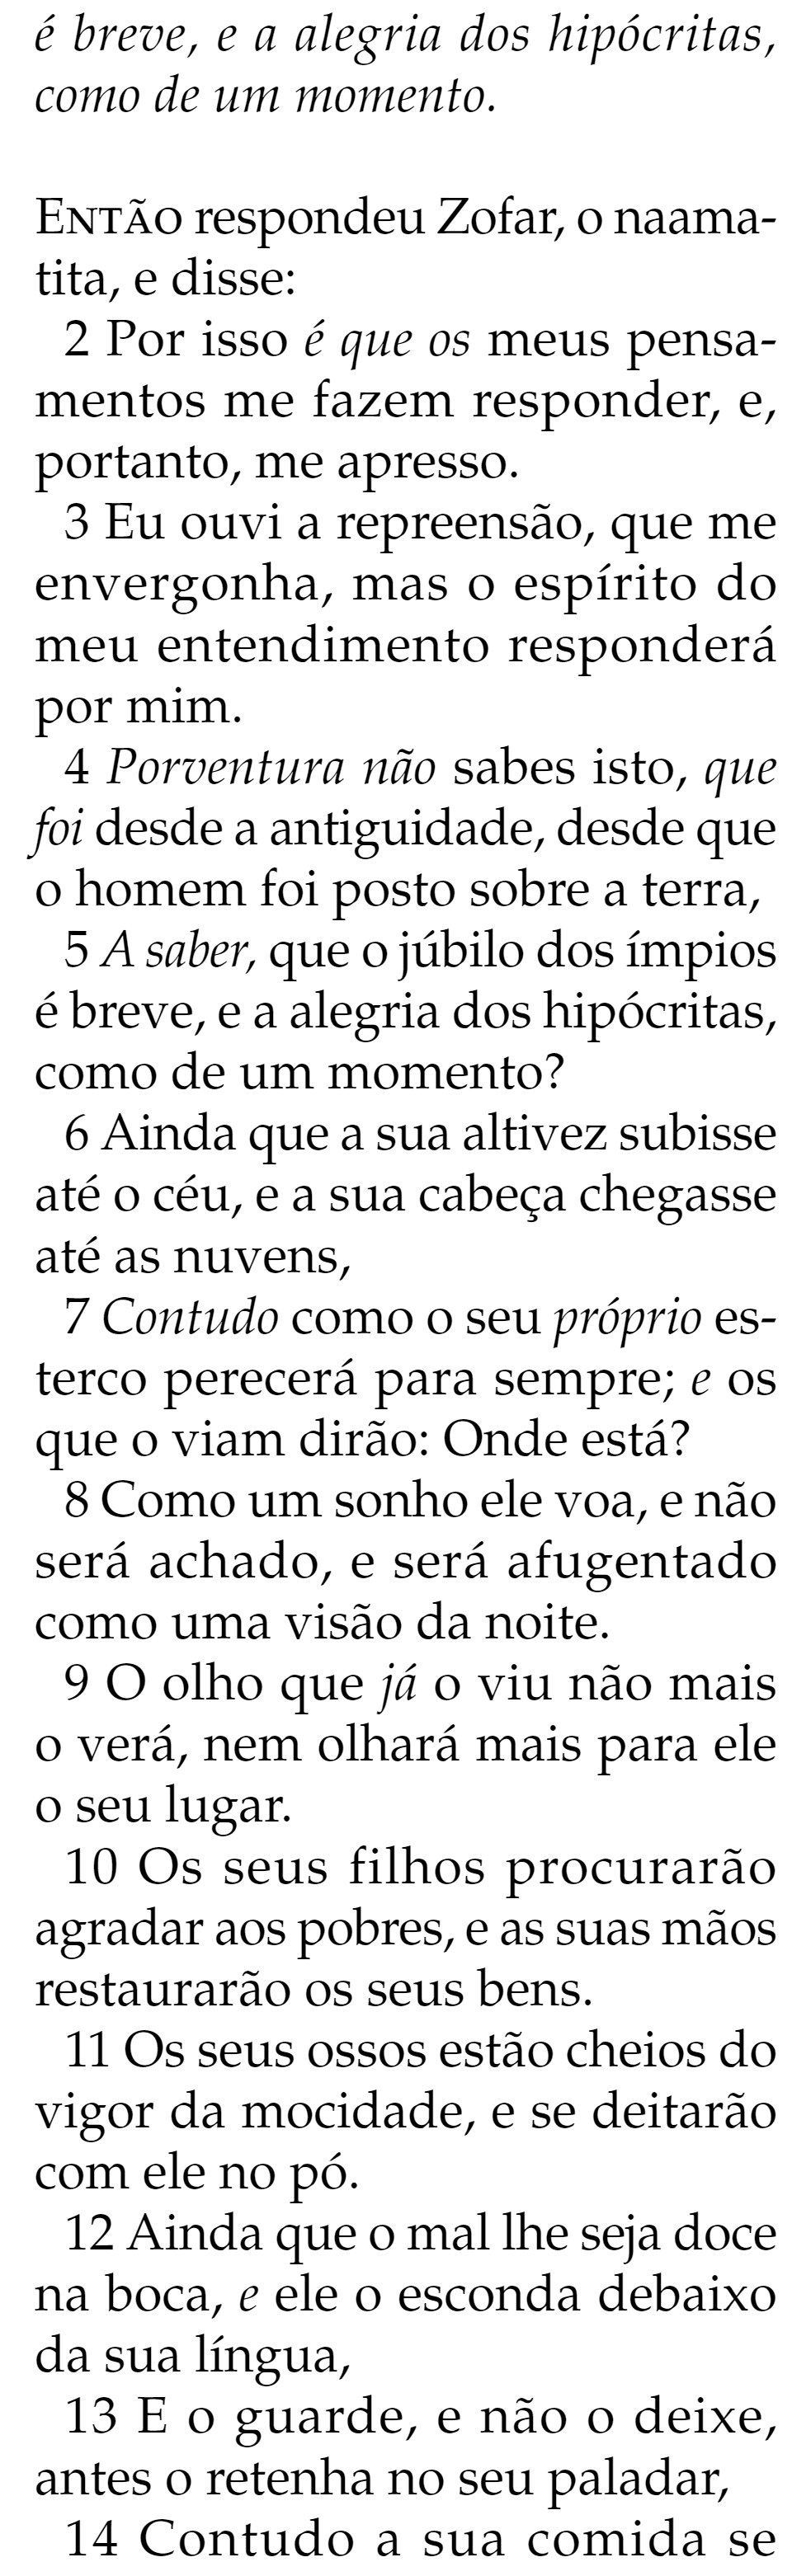 é breve, e a alegria dos hipócritas,
como de um momento.
ENTÃO respondeu Zofar, o naama-
tita, e disse:
2 Por isso é que os meus pensa-
mentos me fazem responder, e,
portanto, me apresso.
3 Eu ouvi a repreensão, que me
envergonha, mas o espírito do
meu entendimento responderá
por mim.
4 Porventura não sabes isto, que
foi desde a antiguidade, desde que
o homem foi posto sobre a terra,
5 A saber, que o júbilo dos ímpios
é breve, e a alegria dos hipócritas,
como de um momento?
6 Ainda que a sua altivez subisse
até o céu, e a sua cabeça chegasse
até as nuvens,
7 Contudo como o seu próprio es-
terco perecerá para sempre; e os
que o viam dirão: Onde está?
8 Como um sonho ele voa, e não
será achado, e será afugentado
como uma visão da noite.
9 O olho que já o viu não mais
o verá, nem olhará mais para ele
o seu lugar.
10 Os seus filhos procurarão
agradar aos pobres, e as suas mãos
restaurarão os seus bens.
11 Os seus ossos estão cheios do
vigor da mocidade, e se deitarão
com ele no pó.
12 Ainda que o mal lhe seja doce
na boca, e ele o esconda debaixo
da sua língua,
13 E o guarde, e não o deixe,
antes o retenha no seu paladar,
14 Contudo a sua comida se